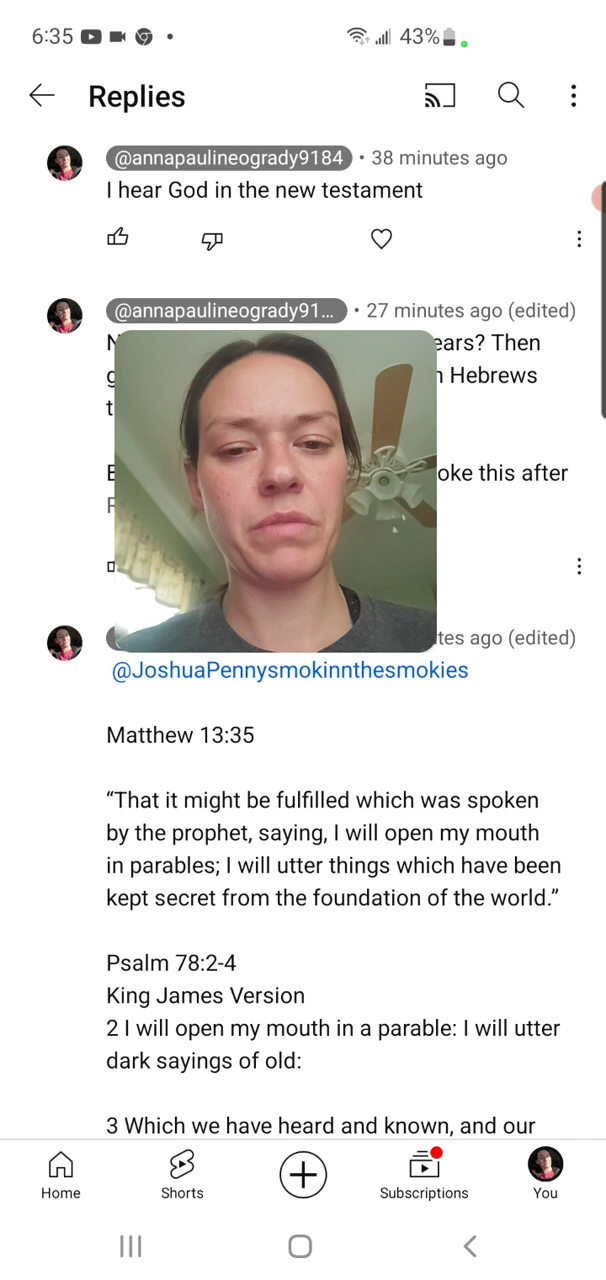 6:35
43%
Replies
@annapaulineogrady9184 • 38 minutes ago
I hear God in the new testament
@annapaulineogrady91... • 27 minutes ago (edited)
ears? Then
Hebrews
t
oke this after
tes ago (edited)
@JoshuaPennysmokinnthesmokies
Matthew 13:35
“That it might be fulfilled which was spoken
by the prophet, saying, I will open my mouth
in parables; I will utter things which have been
kept secret from the foundation of the world.”
Psalm 78:2-4
King James Version
2 I will open my mouth in a parable: I will utter
dark sayings of old:
3 Which we have heard and known, and our
Home
Shorts
Subscriptions
You